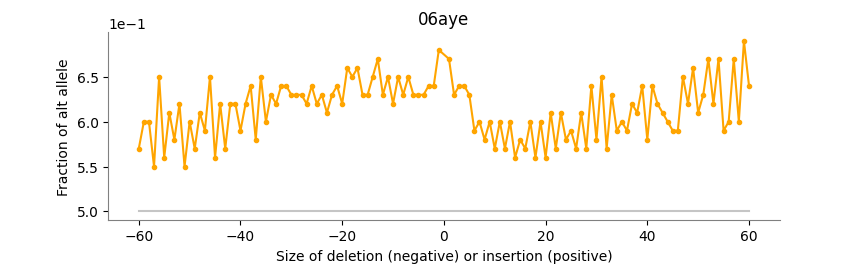 06aye
1e−1
Fraction of alt allele
6.5
6.0
5.5
5.0
−60 −40 −20 0 20 40 60
Size of deletion (negative) or insertion (positive)